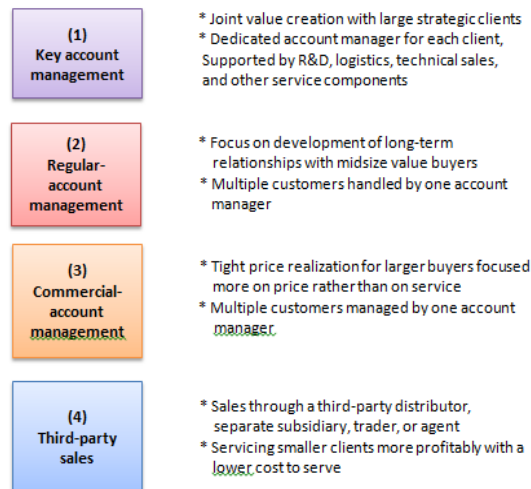 (1)
Key account
management
* Joint value creation with large strategic clients
* Dedicated account manager for each client,
Supported by R&D, logistics, technical sales,
and other service components
(2)
Regular-
account
management
* Focus on development of long-term
relationships with midsize value buyers
* Multiple customers handled by one account
manager
(3)
Commercial-
account
management
* Tight price realization for larger buyers focused
more on price rather than on service
* Multiple customers managed by one account
manager
(4)
Third-party
sales
* Sales through a third-party distributor,
separate subsidiary, trader, or agent
* Servicing smaller clients more profitably with a
lower cost to serve